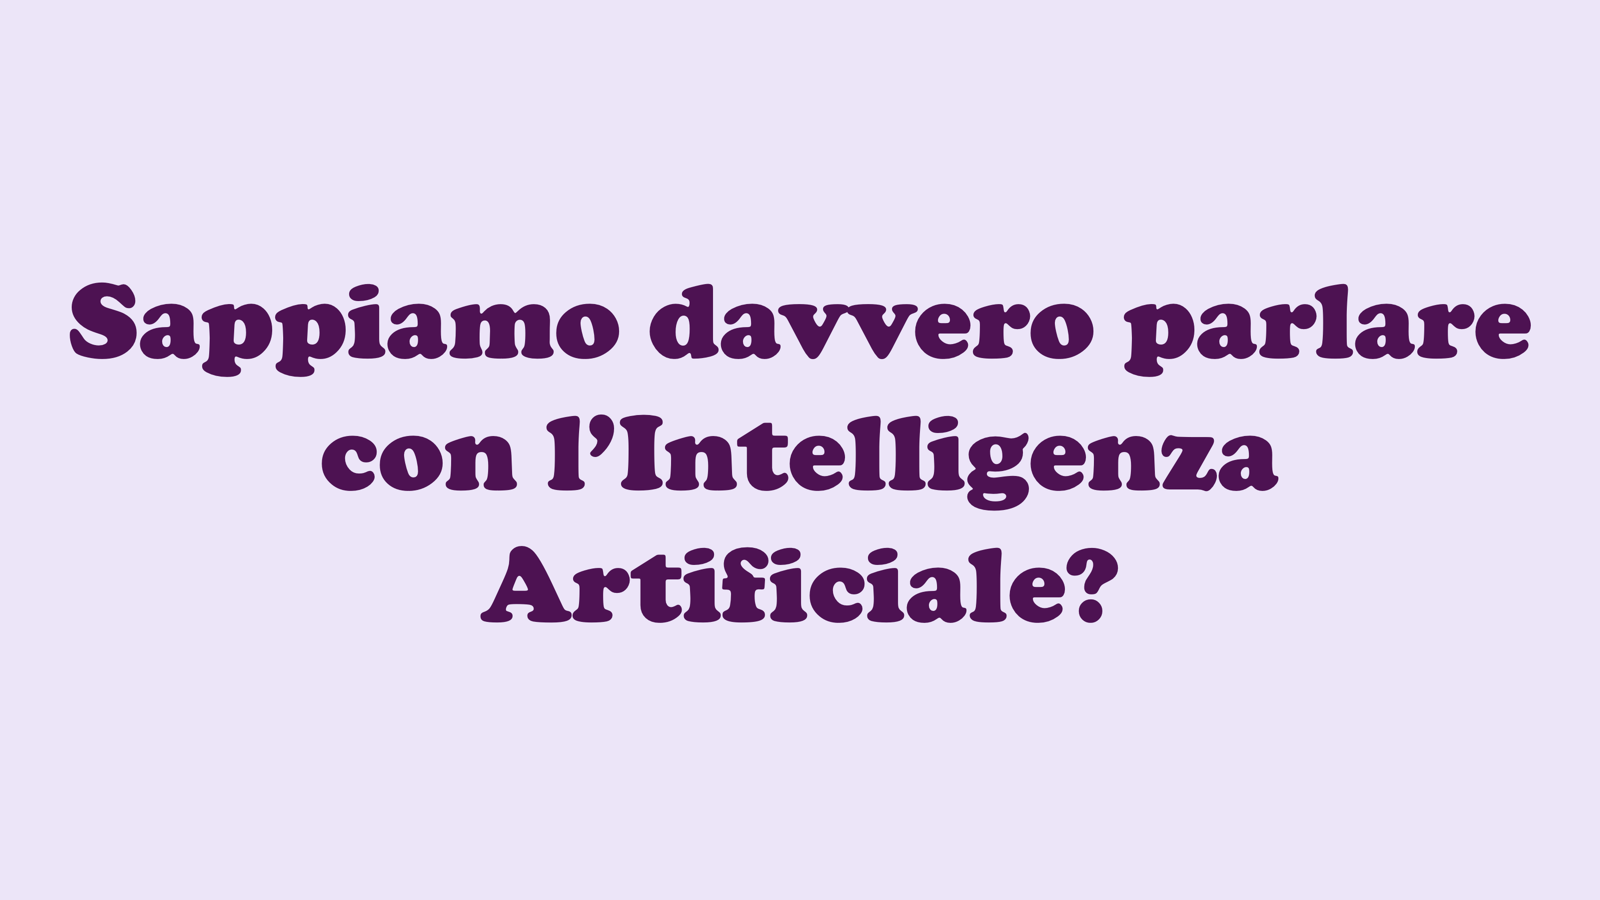 Sappiamo davvero parlare
con l’Intelligenza
Artificiale?